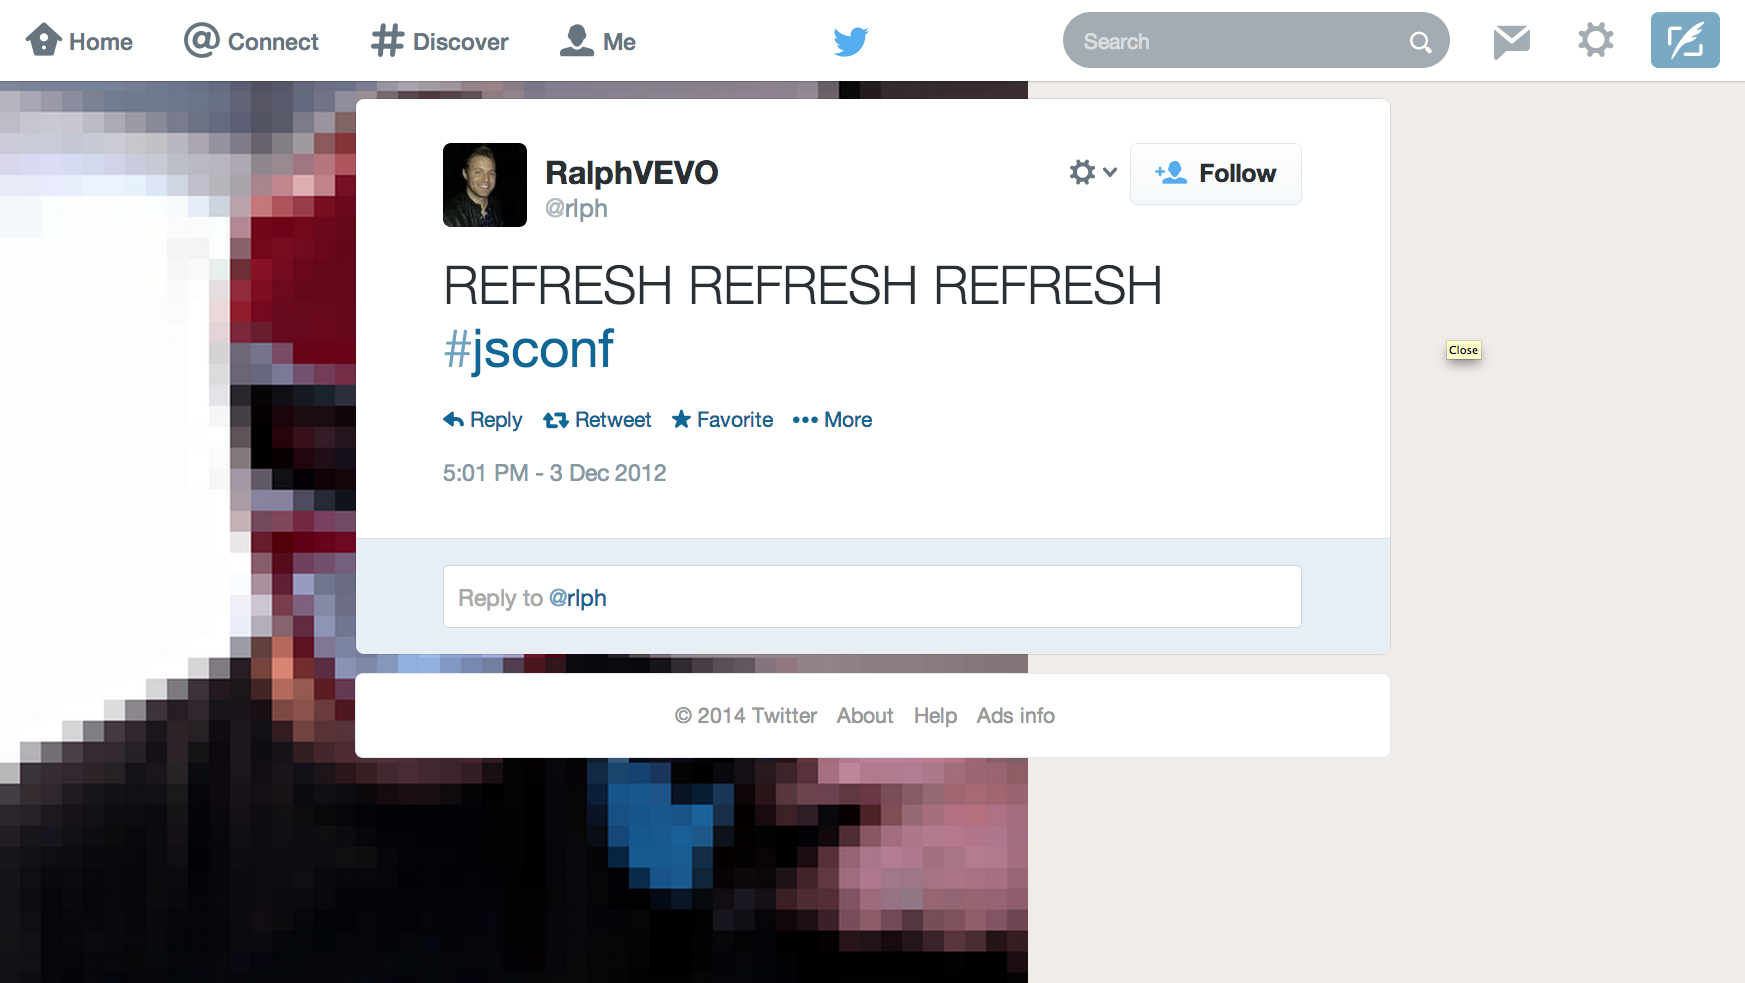 Home
Connect
Discover
Me
Search
RalphVEVO
@rlph
Follow
REFRESH REFRESH REFRESH
#jsconf
Reply
Retweet
Favorite
More
5:01 PM - 3 Dec 2012
Close
Reply to @rlph
© 2014 Twitter About Help Ads info